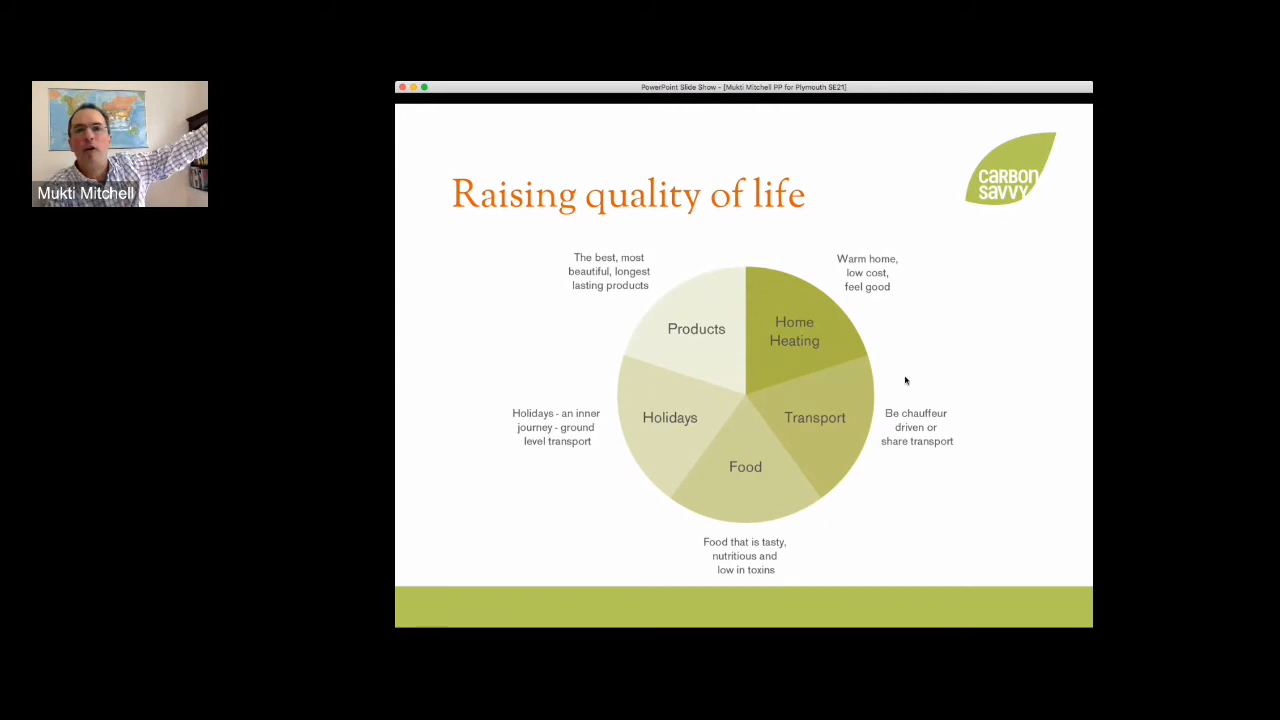 PowerPoint Slide Show - [Mukti Mitchell PP for Plymouth SE21]
Mukti Mitchell
CARBON
SAVVY
Raising quality of life
The best, most
beautiful, longest
lasting products
Warm home,
low cost,
feel good
Products
Home
Heating
Holidays - an inner
journey - ground
level transport
Holidays
Transport
Be chauffeur
driven or
share transport
Food
Food that is tasty,
nutritious and
low in toxins